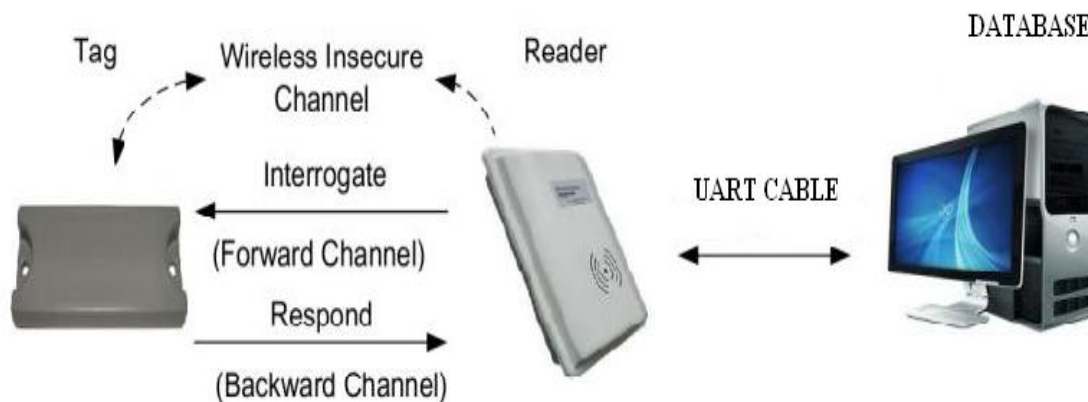 DATABASE
Tag
Wireless Insecure
Channel
Reader
Interrogate
(Forward Channel)
UART CABLE
Respond
(Backward Channel)